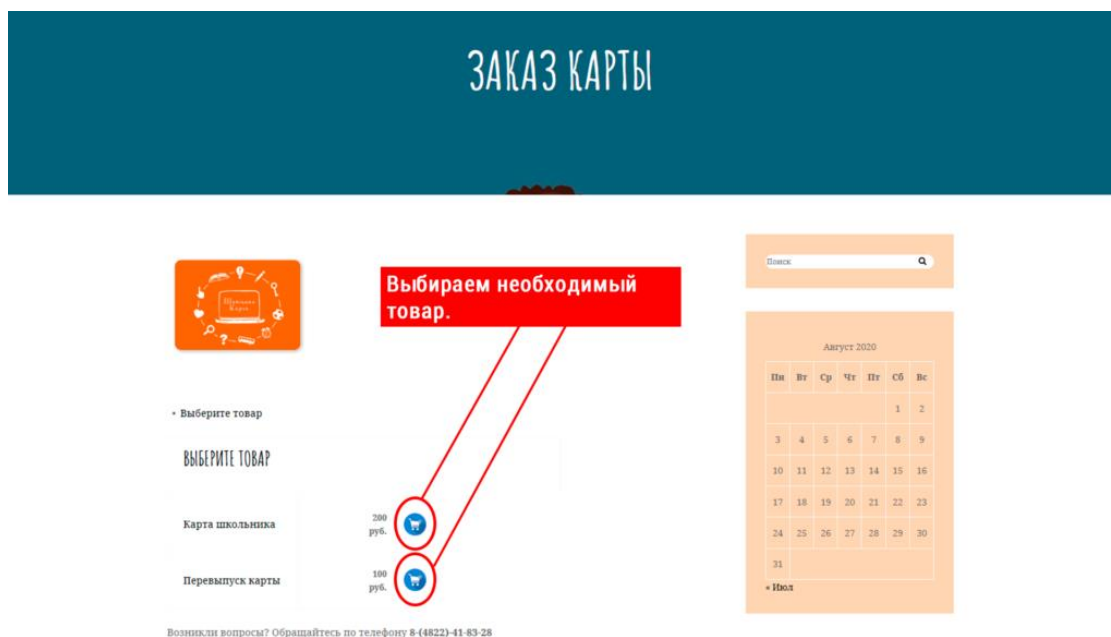 ЗАКАЗ КАРТЫ
Выбираем необходимый
товар.
Поиск
• Выберите товар
ВЫБЕРИТЕ ТОВАР
Карта школьника
200
руб.
Перевыпуск карты
100
руб.
Возникли вопросы? Обращайтесь по телефону 8-(4822)-41-83-28
Август 2020
Пн Вт Ср Чт Пт Сб Вс
1 2
3 4 5 6 7 8 9
10 11 12 13 14 15 16
17 18 19 20 21 22 23
24 25 26 27 28 29 30
31
« Июл